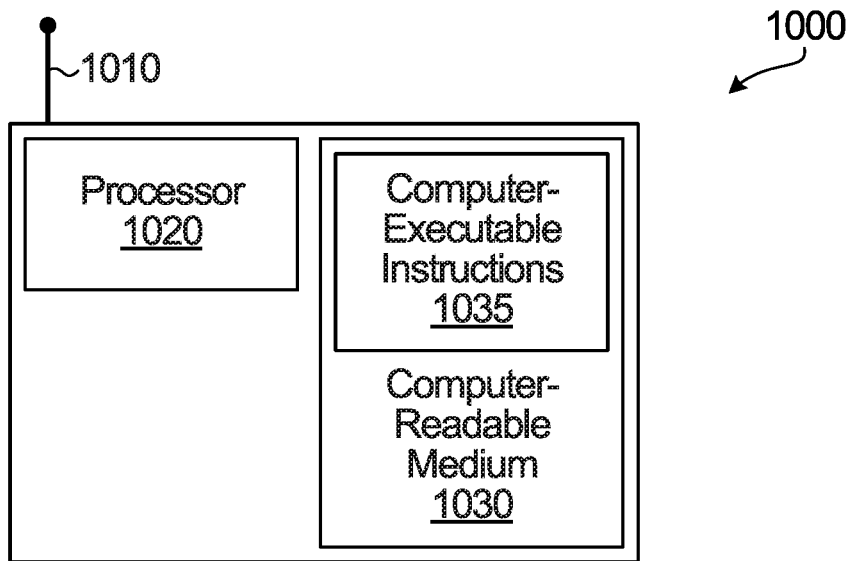 1000
1010
Processor
1020
Computer-
Executable
Instructions
1035
Computer-
Readable
Medium
1030